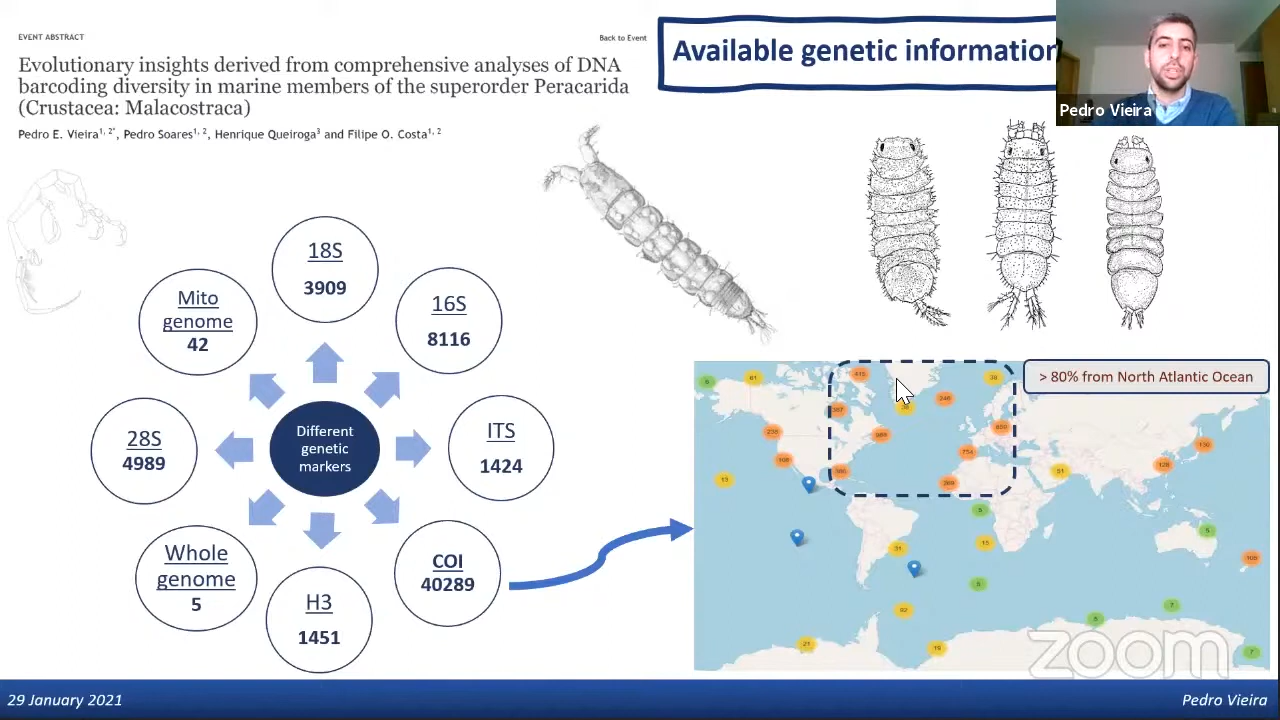 EVENT ABSTRACT
Back to Event
Evolutionary insights derived from comprehensive analyses of DNA
barcoding diversity in marine members of the superorder Peracarida
(Crustacea: Malacostraca)
Pedro E. Vieira1, 2*, Pedro Soares1, 2, Henrique Queiroga3 and Filipe O. Costa1, 2
Available genetic information
Pedro Vieira
18S
3909
Mito
genome
42
16S
8116
28S
4989
Different
genetic
markers
ITS
1424
Whole
genome
5
H3
1451
COI
40289
> 80% from North Atlantic Ocean
zoom
29 January 2021
Pedro Vieira